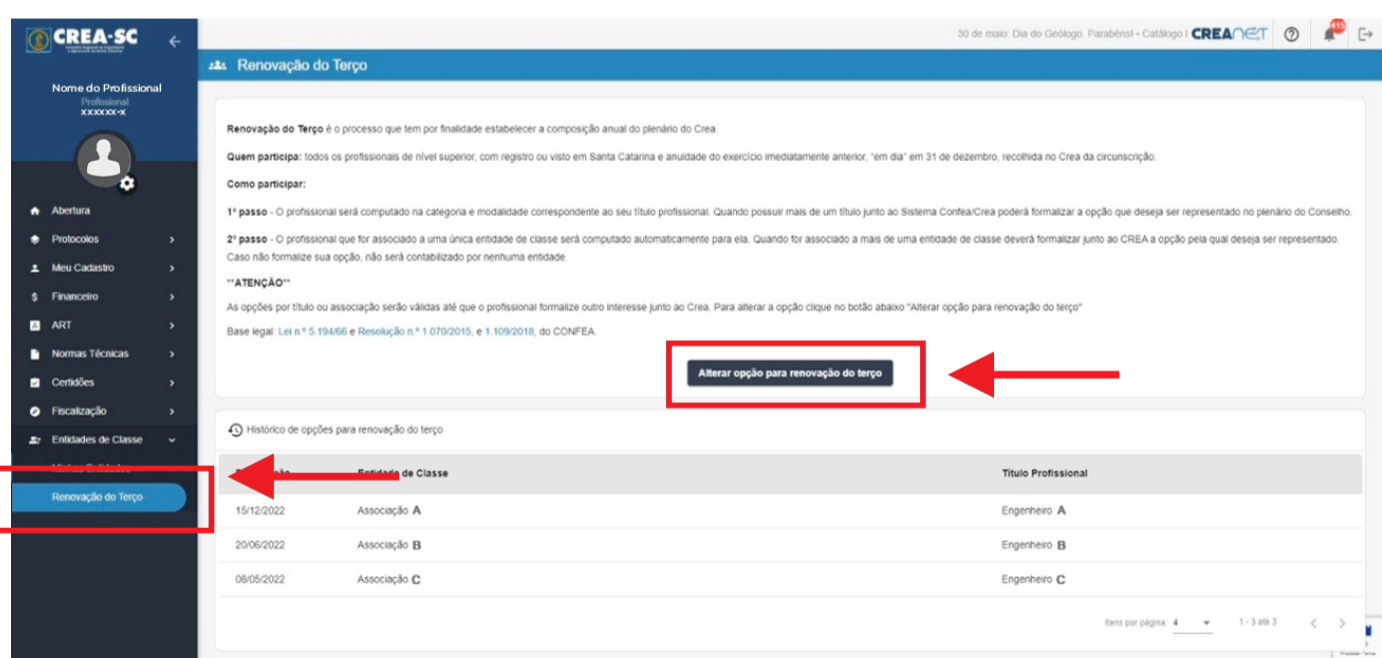 CREA-SC
30 de maio: Dia do Geólogo. Parabéns! - Catálogo I CREANET
415
Renovação do Terço
Nome do Profissional
Profissional
xxxxxx-x
Abertura
Protocolos
Meu Cadastro
Financeiro
ART
Normas Técnicas
Certidões
Fiscalização
Entidades de Classe
Renovação do Terço
Renovação do Terço é o processo que tem por finalidade estabelecer a composição anual do plenário do Crea.
Quem participa: todos os profissionais de nível superior, com registro ou visto em Santa Catarina e anuidade do exercício imediatamente anterior, "em dia" em 31 de dezembro, recolhida no Crea da circunscrição.
Como participar:
1º passo - O profissional será computado na categoria e modalidade correspondente ao seu título profissional. Quando possuir mais de um título junto ao Sistema Confea/Crea poderá formalizar a opção que deseja ser representado no plenário do Conselho.
2º passo - O profissional que for associado a uma única entidade de classe será computado automaticamente para ela. Quando for associado a mais de uma entidade de classe deverá formalizar junto ao CREA a opção pela qual deseja ser representado.
Caso não formalize sua opção, não será contabilizado por nenhuma entidade.
**ATENÇÃO**
As opções por título ou associação serão válidas até que o profissional formalize outro interesse junto ao Crea. Para alterar a opção clique no botão abaixo "Alterar opção para renovação do terço"
Base legal: Lei n.º 5.194/66 e Resolução n.º 1.070/2015, e 1.109/2018, do CONFEA.
Alterar opção para renovação do terço
Histórico de opções para renovação do terço
Entidade de Classe Título Profissional
15/12/2022 Associação A Engenheiro A
20/06/2022 Associação B Engenheiro B
08/05/2022 Associação C Engenheiro C
Itens por página: 4 1 - 3 até 3